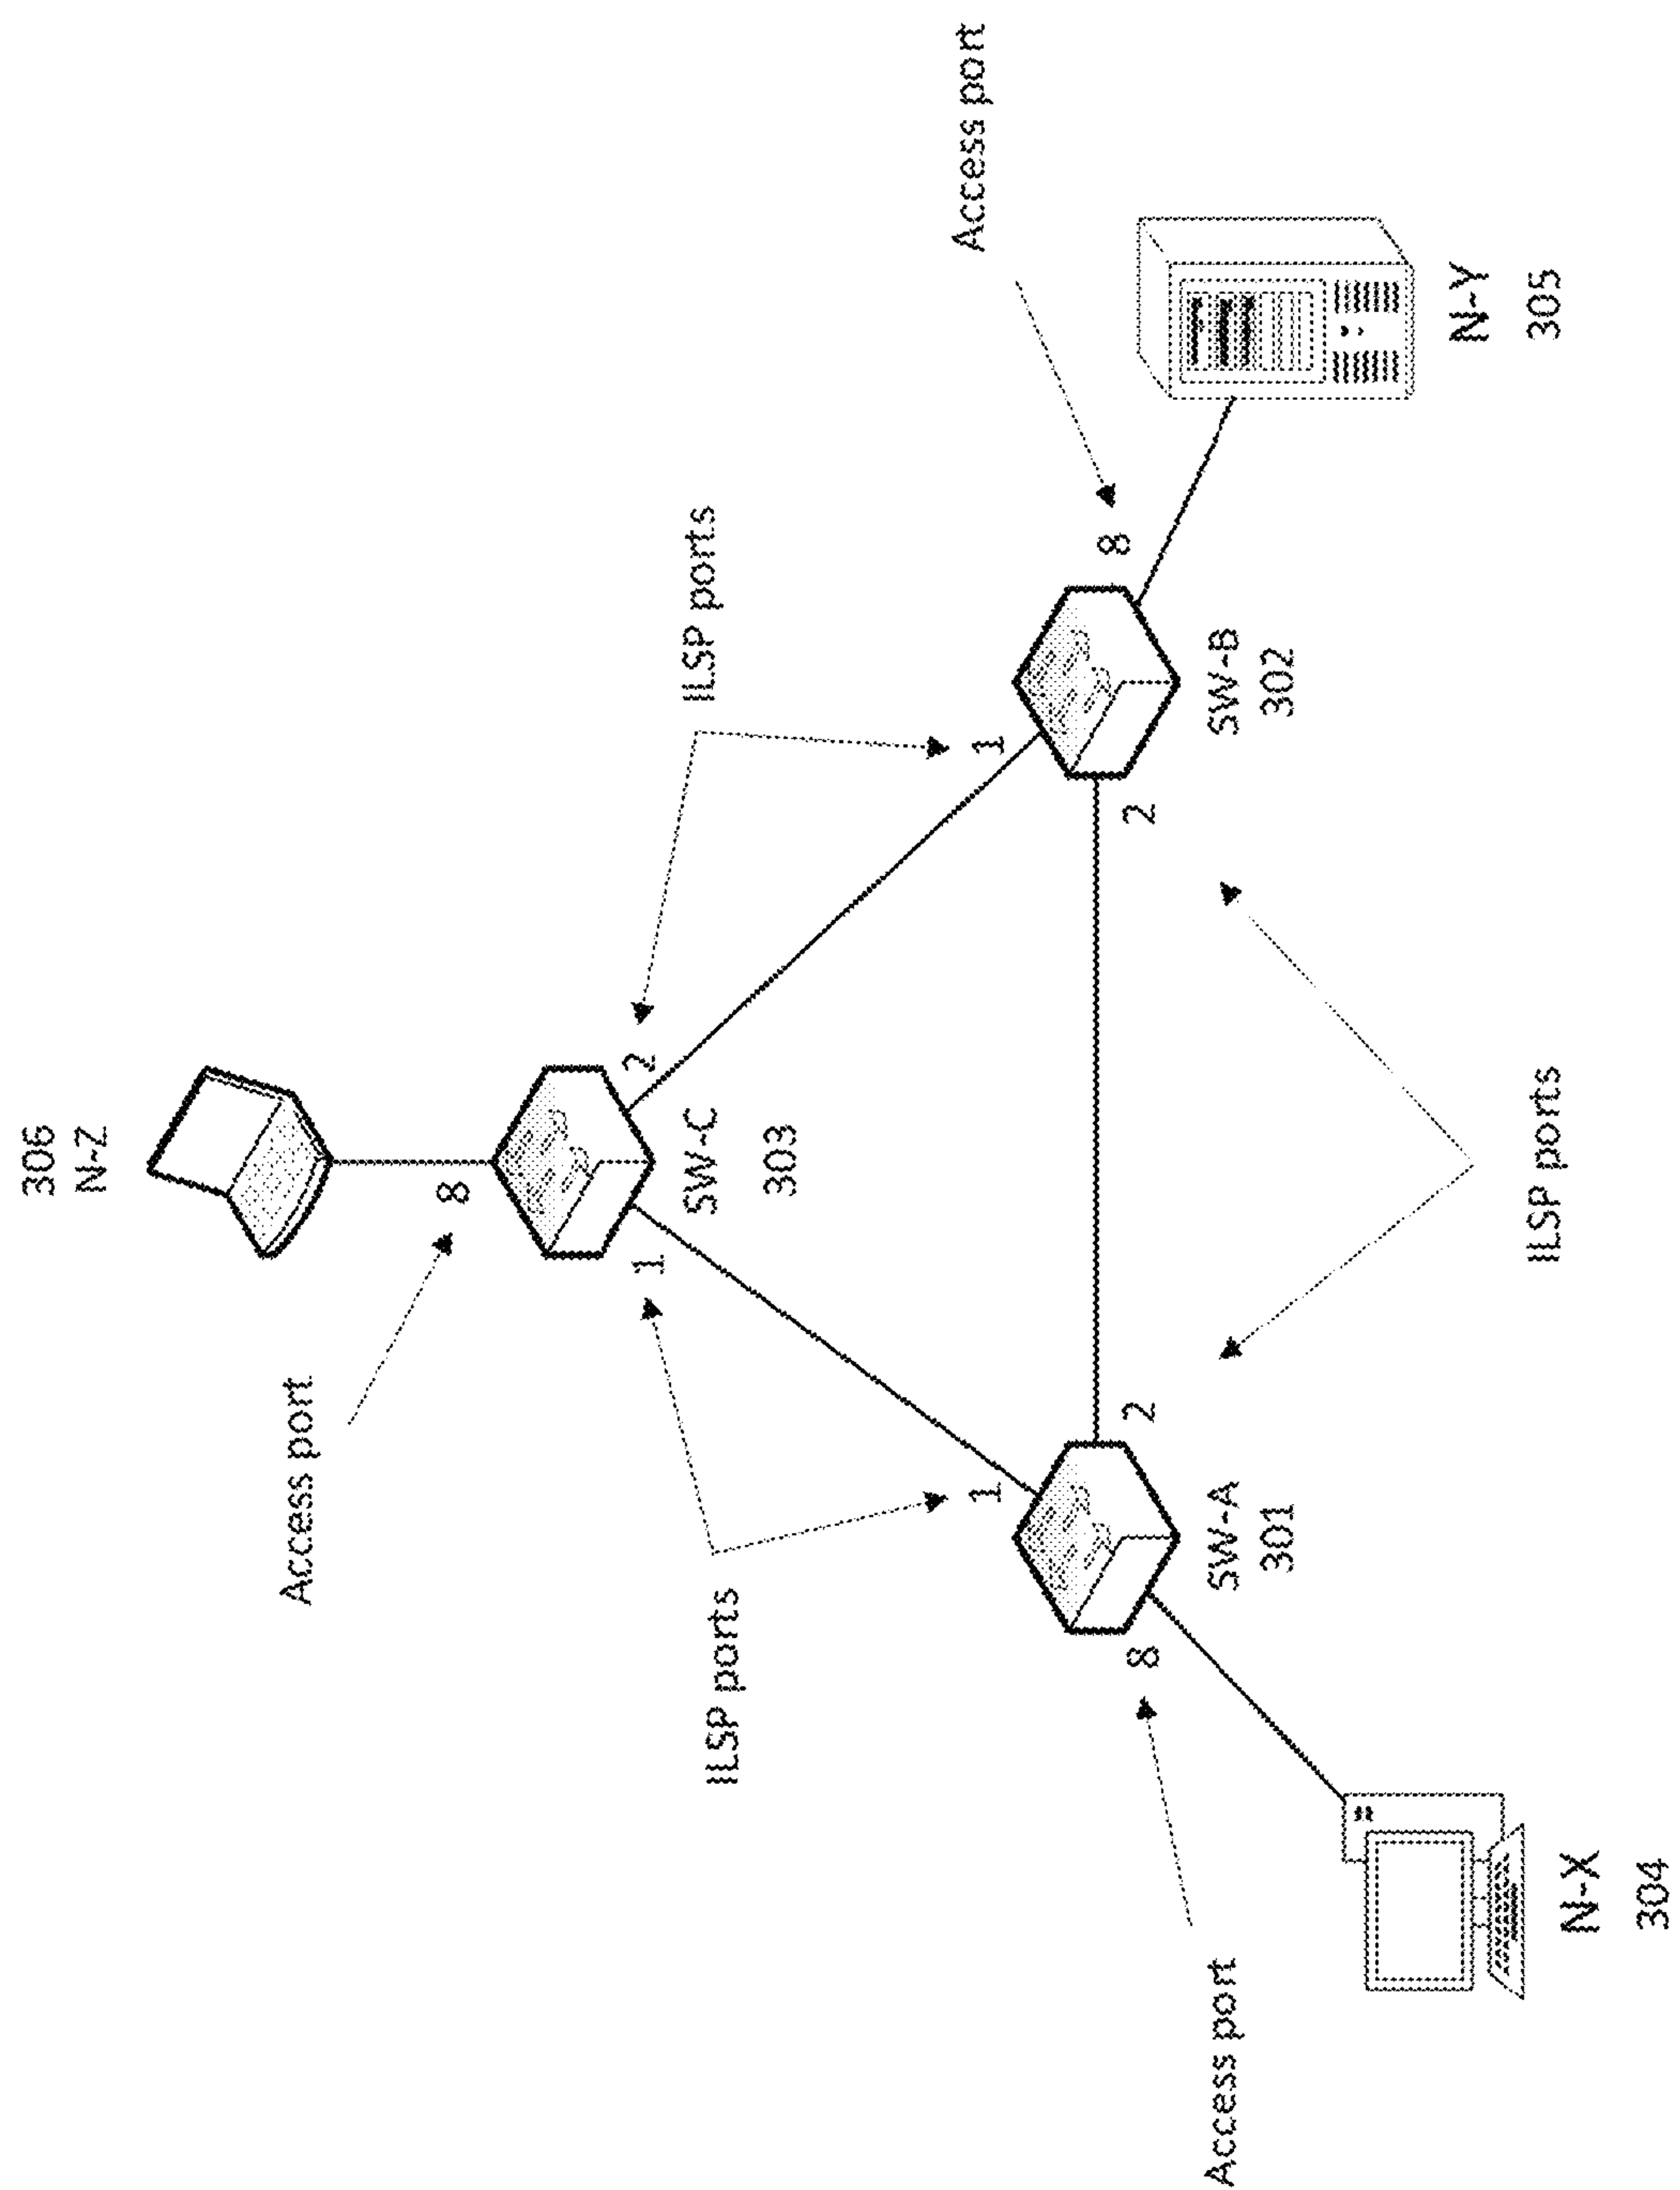 306
N-Z
Access port
8
1
2
ILSP ports
SW-C
ILSP ports
303
Access port
1
1
8
8
2
2
Access port
SW-A
301
SW-B
302
N-Y
305
ILSP ports
N-X
304